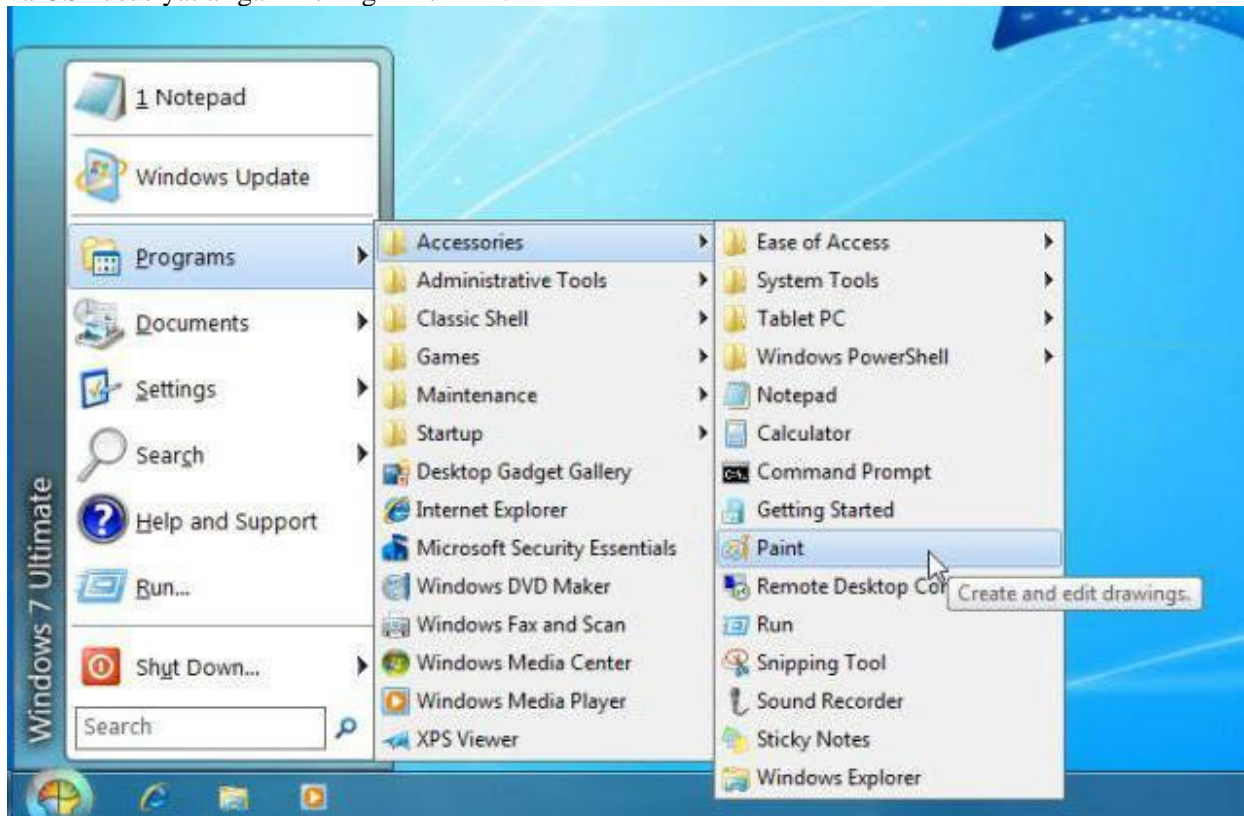 1 Notepad
Windows Update
Programs
Documents
Settings
Search
Help and Support
Run...
Shut Down...
Search
Windows 7 Ultimate
Accessories
Administrative Tools
Classic Shell
Games
Maintenance
Startup
Desktop Gadget Gallery
Internet Explorer
Microsoft Security Essentials
Windows DVD Maker
Windows Fax and Scan
Windows Media Center
Windows Media Player
XPS Viewer
Ease of Access
System Tools
Tablet PC
Windows PowerShell
Notepad
Calculator
Command Prompt
Getting Started
Paint
Remote Desktop
Create and edit drawings.
Run
Snipping Tool
Sound Recorder
Sticky Notes
Windows Explorer